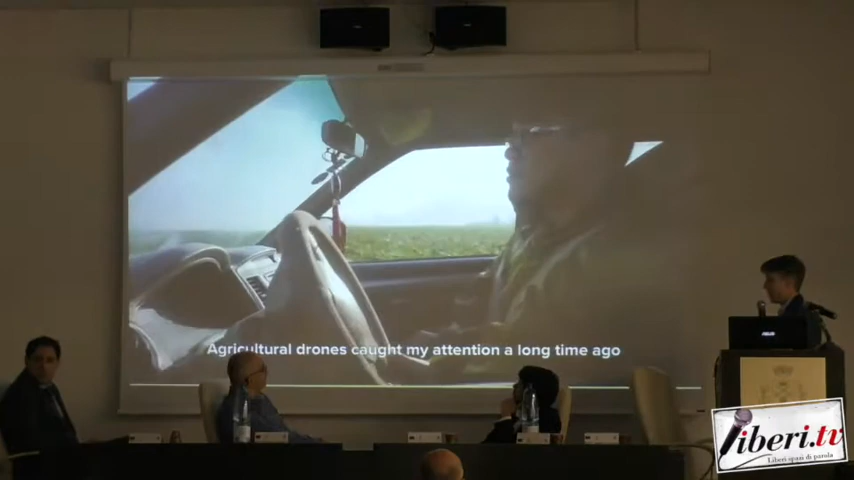 Agricultural drones caught my attention a long time ago
liberi.tv
Liberi spazi di parola